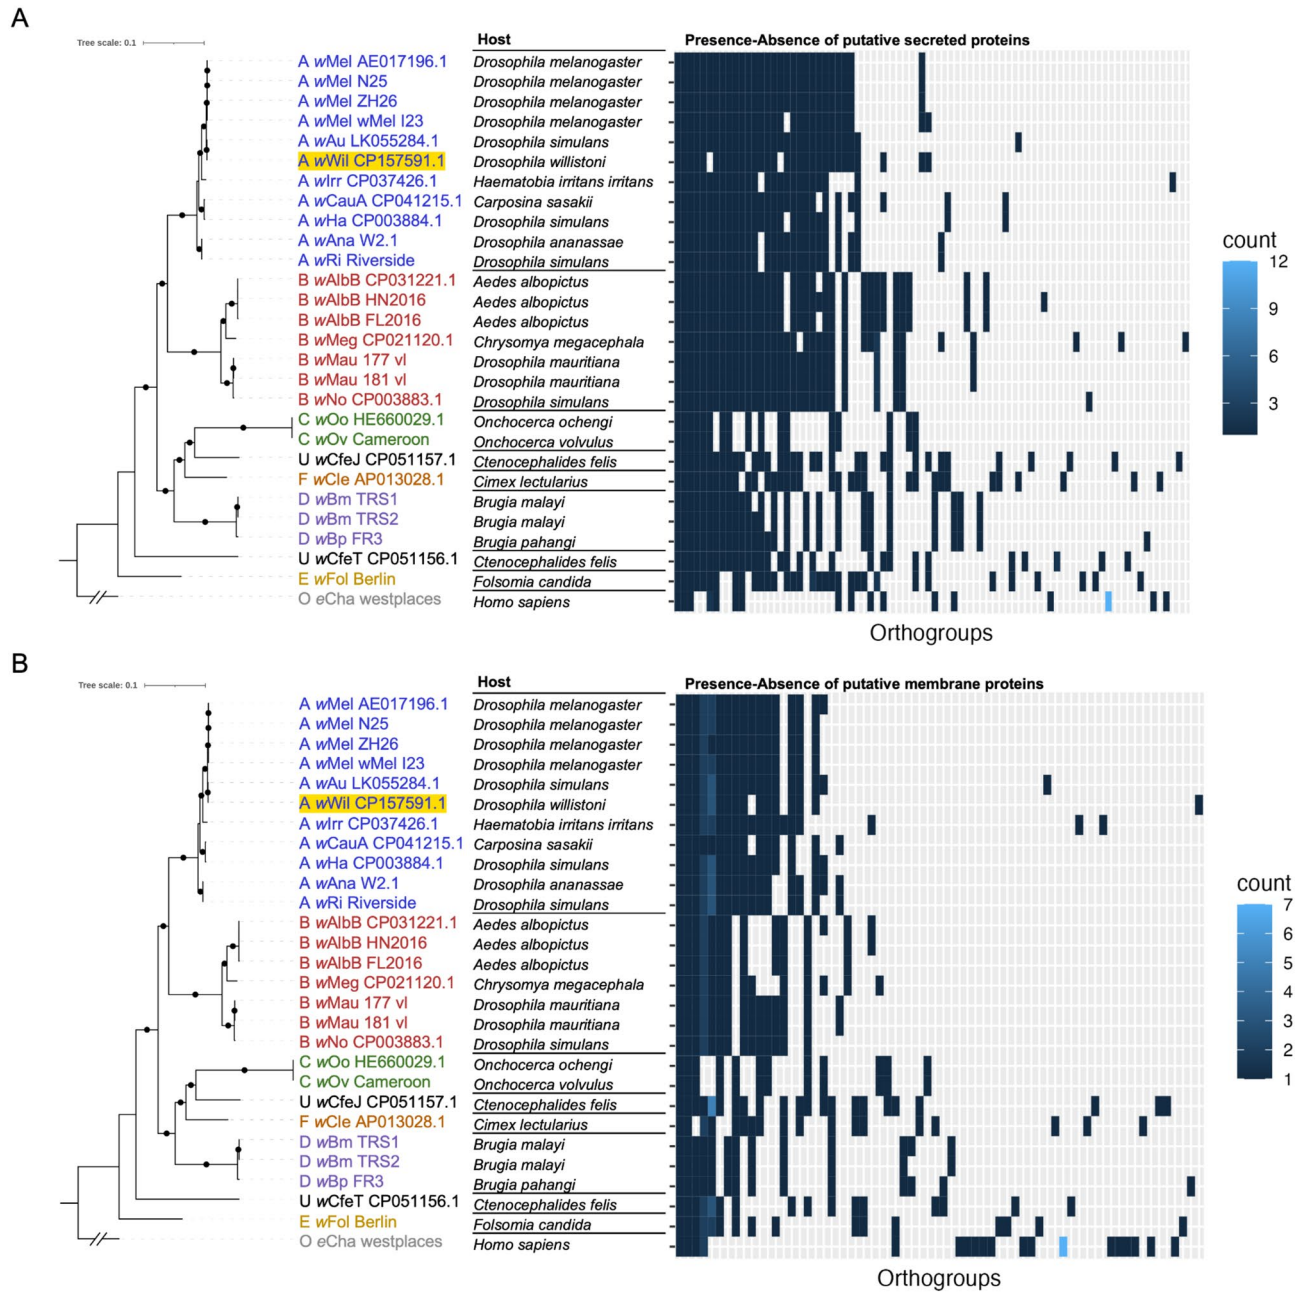 A
Tree scale: 0.1
Host
Presence-Absence of putative secreted proteins
A wMel AE017196.1 Drosophila melanogaster
A wMel N25 Drosophila melanogaster
A wMel ZH26 Drosophila melanogaster
A wMel wMel I23 Drosophila melanogaster
A wAu LK055284.1 Drosophila simulans
A wWil CP157591.1 Drosophila willistoni
A wIrr CP037426.1 Haematobia irritans irritans
A wCauA CP041215.1 Carposina sasakii
A wHa CP003884.1 Drosophila simulans
A wAna W2.1 Drosophila ananassae
A wRi Riverside Drosophila simulans
B wAlbB CP031221.1 Aedes albopictus
B wAlbB HN2016 Aedes albopictus
B wAlbB FL2016 Aedes albopictus
B wMeg CP021120.1 Chrysomya megacephala
B wMau 177 vl Drosophila mauritiana
B wMau 181 vl Drosophila mauritiana
B wNo CP003883.1 Drosophila simulans
C wOo HE660029.1 Onchocerca ochengi
C wOv Cameroon Onchocerca volvulus
U wCfeJ CP051157.1 Ctenocephalides felis
F wCle AP013028.1 Cimex lectularius
D wBm TRS1 Brugia malayi
D wBm TRS2 Brugia malayi
D wBp FR3 Brugia pahangi
U wCfeT CP051156.1 Ctenocephalides felis
E wFol Berlin Folsomia candida
O eCha westplaces Homo sapiens
Orthogroups
count
12
9
6
3
B
Tree scale: 0.1
Host
Presence-Absence of putative membrane proteins
A wMel AE017196.1 Drosophila melanogaster
A wMel N25 Drosophila melanogaster
A wMel ZH26 Drosophila melanogaster
A wMel wMel I23 Drosophila melanogaster
A wAu LK055284.1 Drosophila simulans
A wWil CP157591.1 Drosophila willistoni
A wIrr CP037426.1 Haematobia irritans irritans
A wCauA CP041215.1 Carposina sasakii
A wHa CP003884.1 Drosophila simulans
A wAna W2.1 Drosophila ananassae
A wRi Riverside Drosophila simulans
B wAlbB CP031221.1 Aedes albopictus
B wAlbB HN2016 Aedes albopictus
B wAlbB FL2016 Aedes albopictus
B wMeg CP021120.1 Chrysomya megacephala
B wMau 177 vl Drosophila mauritiana
B wMau 181 vl Drosophila mauritiana
B wNo CP003883.1 Drosophila simulans
C wOo HE660029.1 Onchocerca ochengi
C wOv Cameroon Onchocerca volvulus
U wCfeJ CP051157.1 Ctenocephalides felis
F wCle AP013028.1 Cimex lectularius
D wBm TRS1 Brugia malayi
D wBm TRS2 Brugia malayi
D wBp FR3 Brugia pahangi
U wCfeT CP051156.1 Ctenocephalides felis
E wFol Berlin Folsomia candida
O eCha westplaces Homo sapiens
Orthogroups
count
7
6
5
4
3
2
1